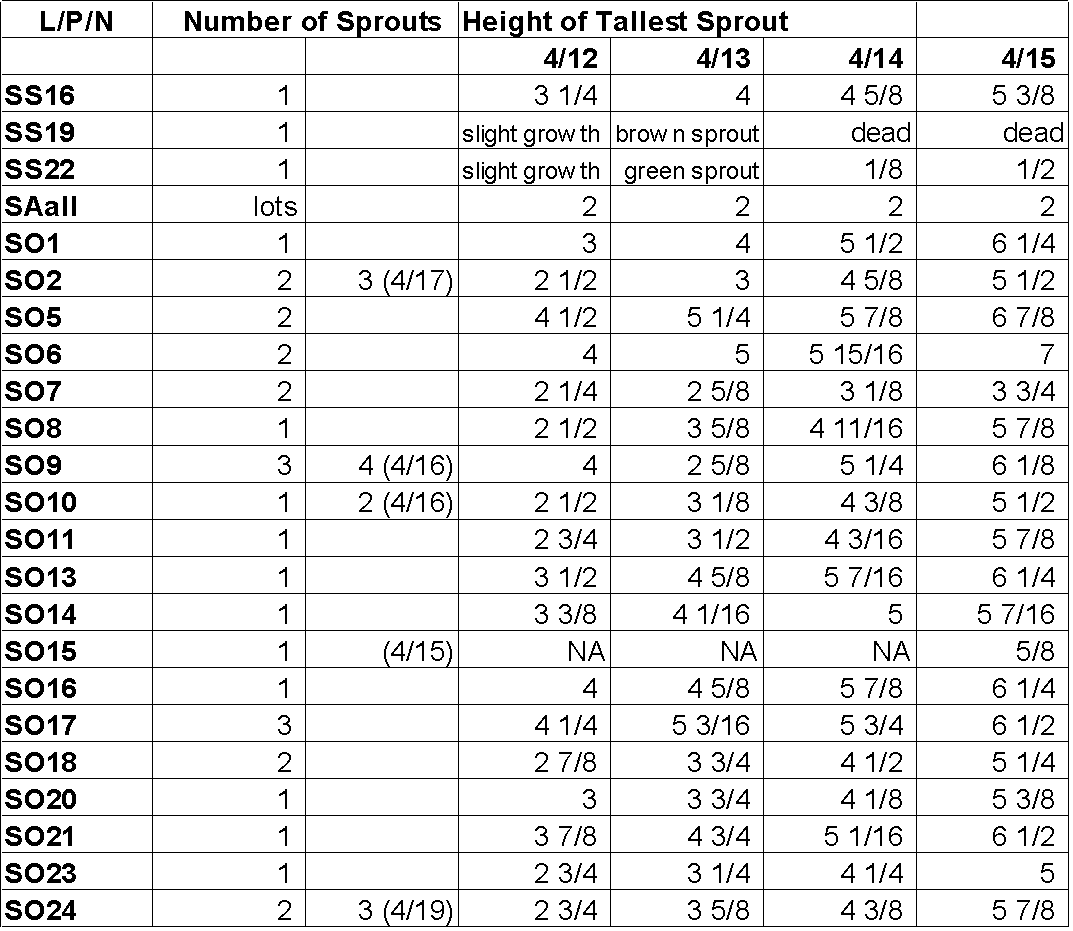 L/P/N Number of Sprouts Height of Tallest Sprout
4/12 4/13 4/14 4/15
SS16 1 3 1/4 4 4 5/8 5 3/8
SS19 1 slight growth brown sprout dead dead
SS22 1 slight growth green sprout 1/8 1/2
SAall lots 2 2 2 2
SO1 1 3 4 5 1/2 6 1/4
SO2 2 3 (4/17) 2 1/2 3 4 5/8 5 1/2
SO5 2 4 1/2 5 1/4 5 7/8 6 7/8
SO6 2 4 5 5 15/16 7
SO7 2 2 1/4 2 5/8 3 1/8 3 3/4
SO8 1 2 1/2 3 5/8 4 11/16 5 7/8
SO9 3 4 (4/16) 4 2 5/8 5 1/4 6 1/8
SO10 1 2 (4/16) 2 1/2 3 1/8 4 3/8 5 1/2
SO11 1 2 3/4 3 1/2 4 3/16 5 7/8
SO13 1 3 1/2 4 5/8 5 7/16 6 1/4
SO14 1 3 3/8 4 1/16 5 5 7/16
SO15 1 (4/15) NA NA NA 5/8
SO16 1 4 4 5/8 5 7/8 6 1/4
SO17 3 4 1/4 5 3/16 5 3/4 6 1/2
SO18 2 2 7/8 3 3/4 4 1/2 5 1/4
SO20 1 3 3 3/4 4 1/8 5 3/8
SO21 1 3 7/8 4 3/4 5 1/16 6 1/2
SO23 1 2 3/4 3 1/4 4 1/4 5
SO24 2 3 (4/19) 2 3/4 3 5/8 4 3/8 5 7/8